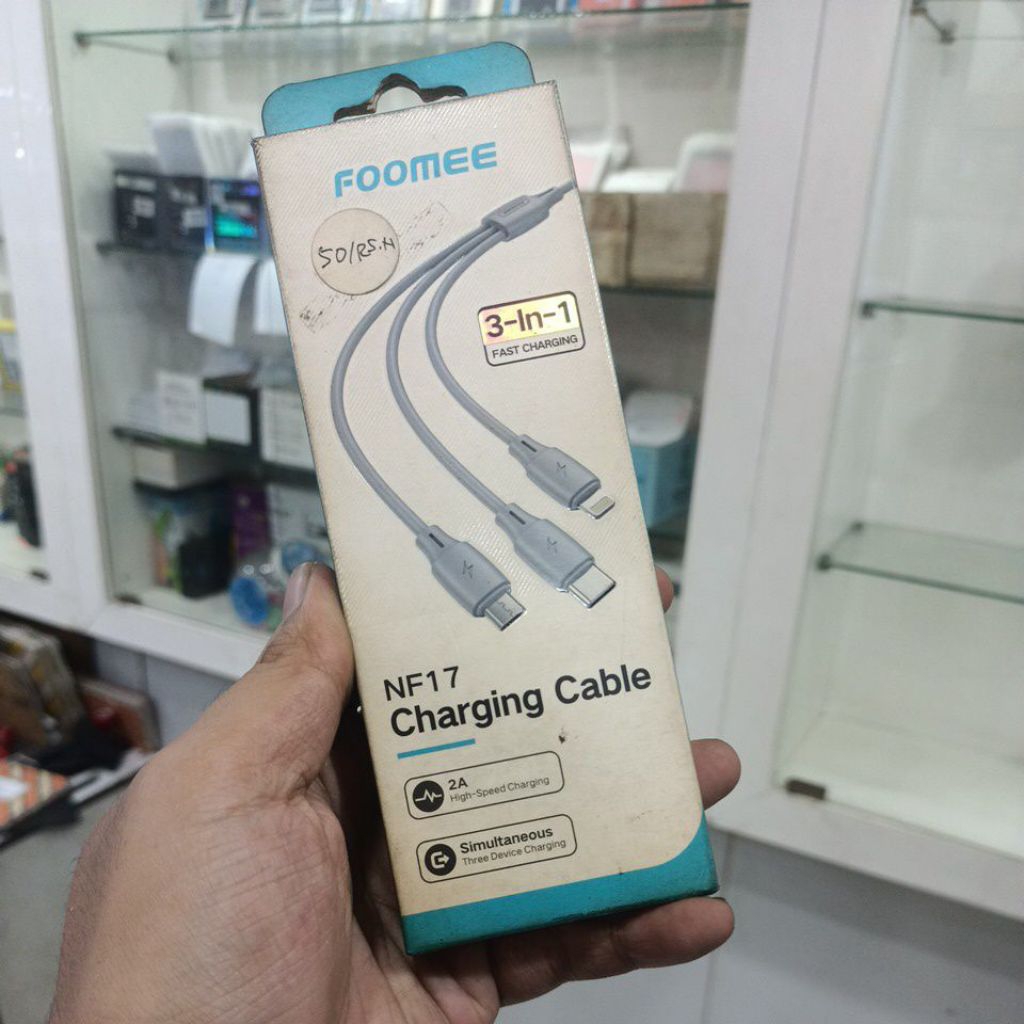 FOOMEE
50/RS.N
3-In-1
FAST CHARGING
NF17
Charging Cable
2A
High-Speed Charging
Simultaneous
Three Device Charging